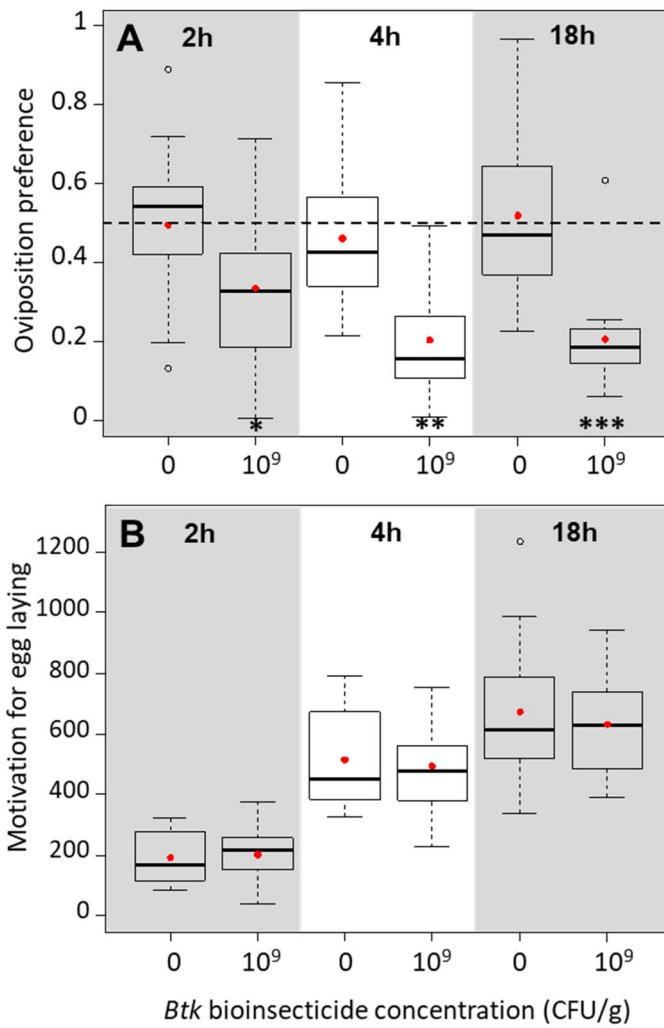 A 2h 4h 18h
Oviposition preference
1
0.8
0.6
0.4
0.2
0
* ** ***
0 10⁹ 0 10⁹ 0 10⁹
B 2h 4h 18h
Motivation for egg laying
1200
1000
800
600
400
200
0
0 10⁹ 0 10⁹ 0 10⁹
Btk bioinsecticide concentration (CFU/g)